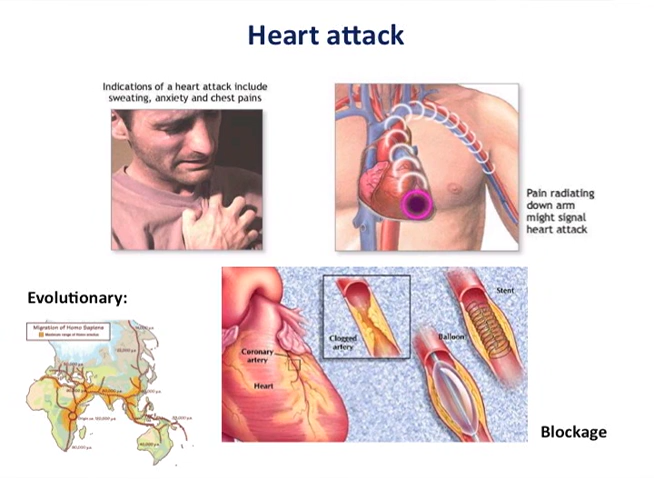 Heart attack
Indications of a heart attack include
sweating, anxiety and chest pains
Pain radiating
down arm
might signal
heart attack
Evolutionary:
Migration of Homo Sapiens
Coronary
artery
Heart
Clogged
artery
Balloon
Stent
Blockage